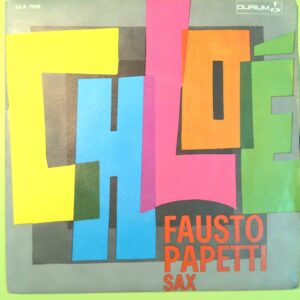 DURIUM
CHLOÉ
FAUSTO
PAPETTI
SAX